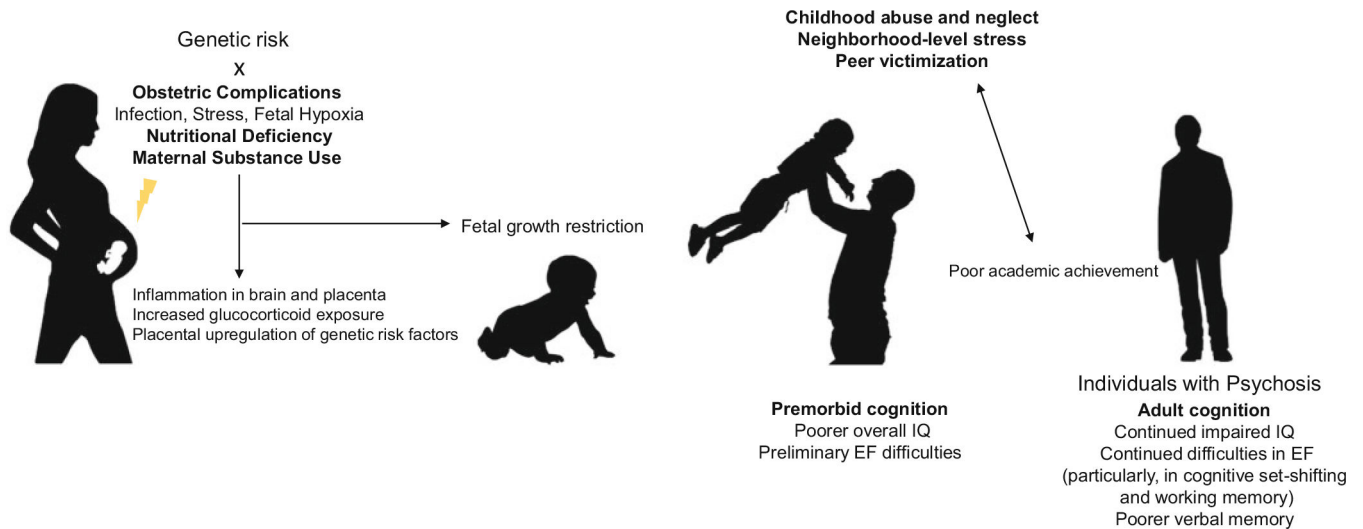 Genetic risk
X
Obstetric Complications
Infection, Stress, Fetal Hypoxia
Nutritional Deficiency
Maternal Substance Use
Fetal growth restriction
Inflammation in brain and placenta
Increased glucocorticoid exposure
Placental upregulation of genetic risk factors
Childhood abuse and neglect
Neighborhood-level stress
Peer victimization
Poor academic achievement
Premorbid cognition
Poorer overall IQ
Preliminary EF difficulties
Individuals with Psychosis
Adult cognition
Continued impaired IQ
Continued difficulties in EF
(particularly, in cognitive set-shifting
and working memory)
Poorer verbal memory